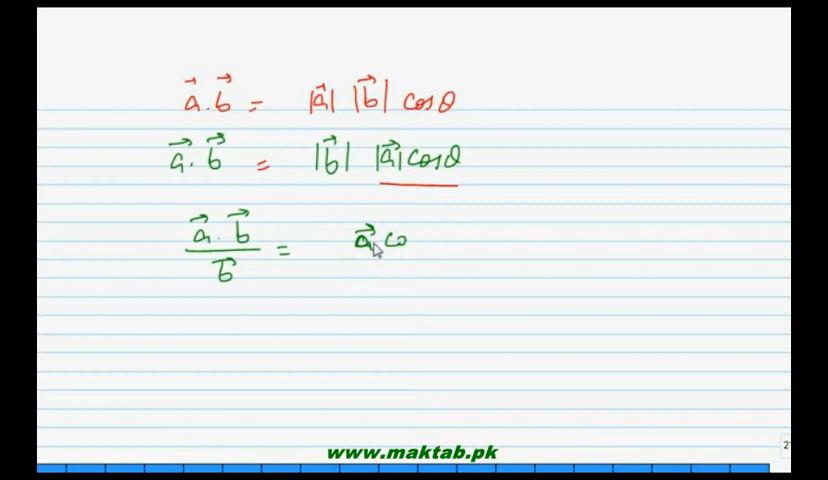 a⃗ . b⃗ = |a⃗| |b⃗| cosθ
a⃗ . b⃗ = |b⃗| |a⃗| cosθ
a⃗ . b⃗ / b⃗ = a⃗ co
www.maktab.pk